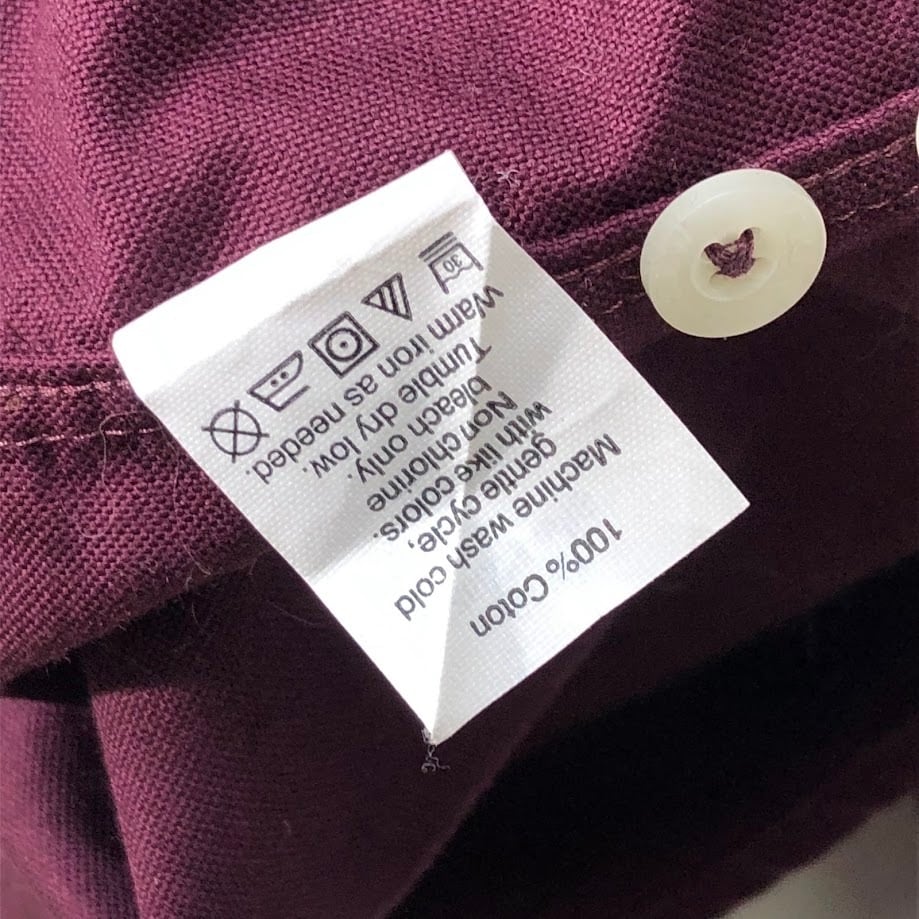 100% Coton
Machine wash cold
gentle cycle,
with like colors.
Non chlorine
bleach only,
Tumble dry low.
Warm iron as needed.
30